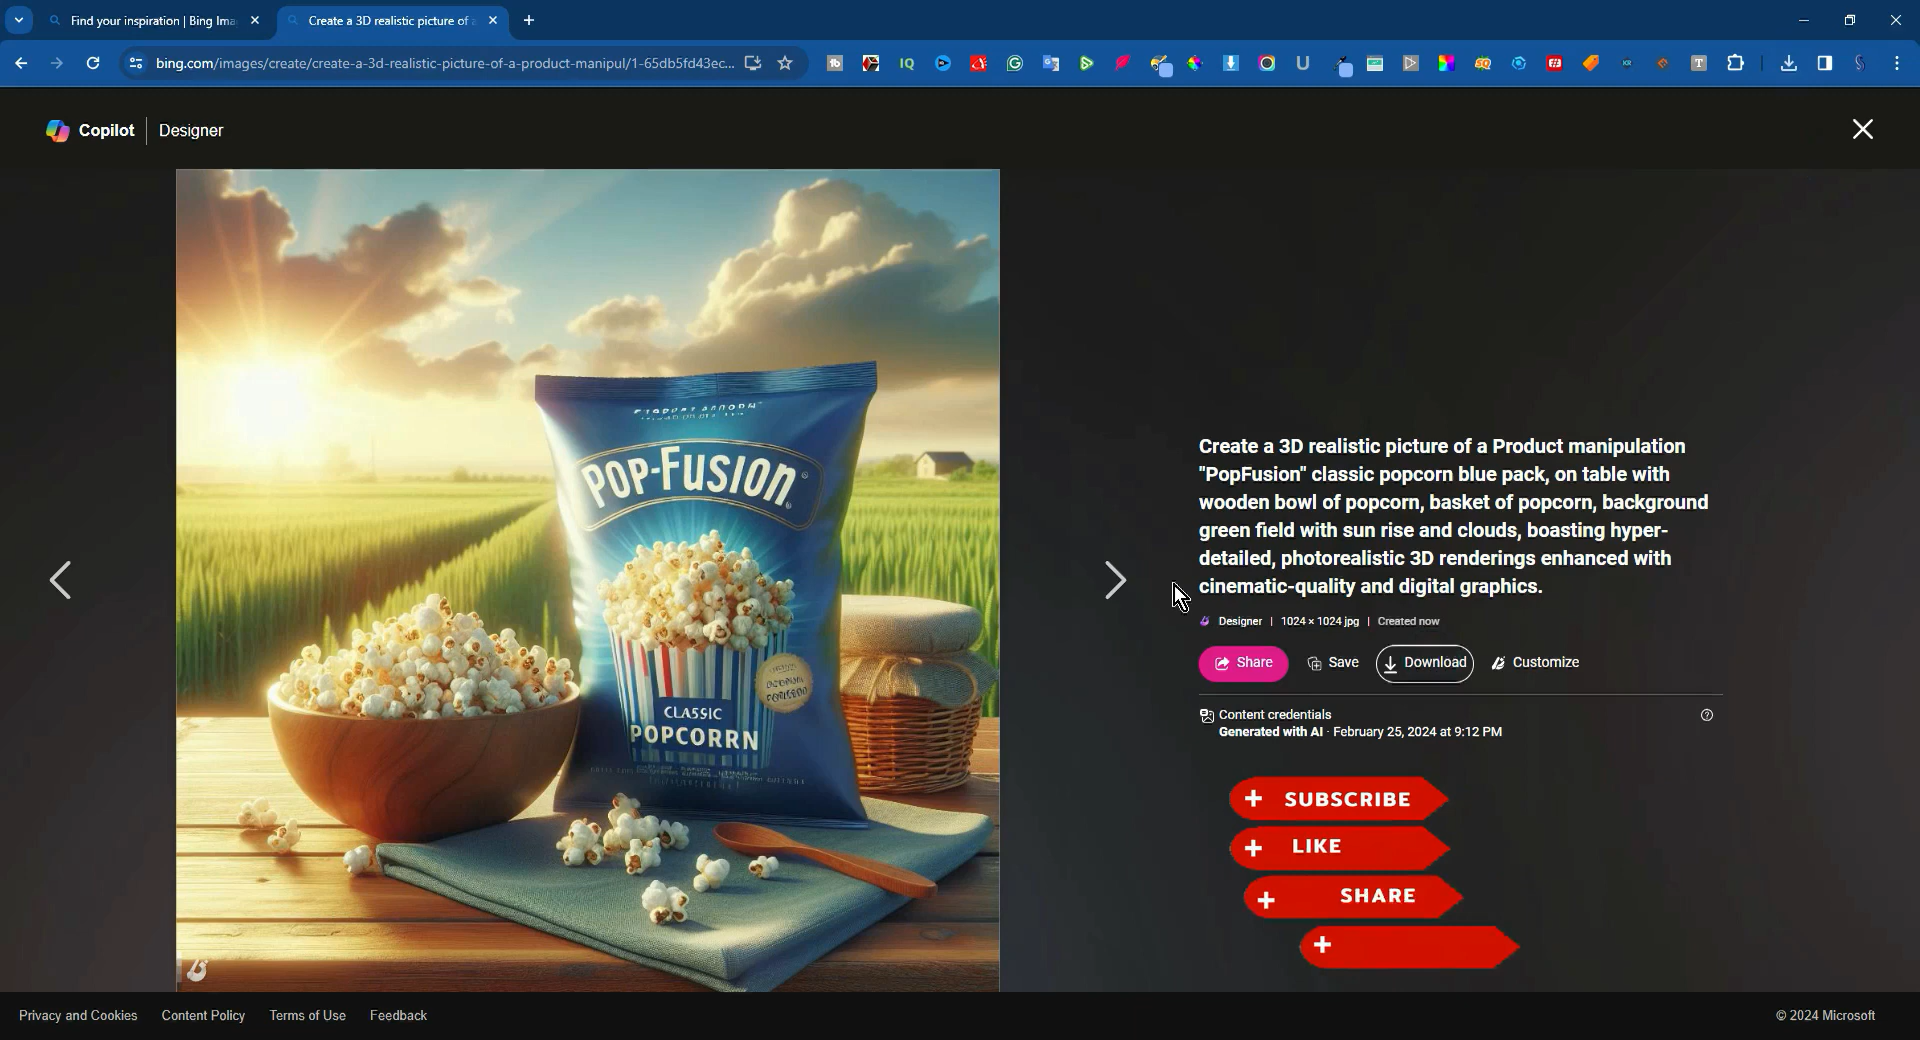 Find your inspiration | Bing Ima
Create a 3D realistic picture of a
bing.com/images/create/create-a-3d-realistic-picture-of-a-product-manipul/1-65db5fd43ec...
Copilot | Designer
POP-FUSION
CLASSIC
POPCORRN
Create a 3D realistic picture of a Product manipulation
"PopFusion" classic popcorn blue pack, on table with
wooden bowl of popcorn, basket of popcorn, background
green field with sun rise and clouds, boasting hyper-
detailed, photorealistic 3D renderings enhanced with
cinematic-quality and digital graphics.
Designer | 1024 × 1024 jpg | Created now
Share Save Download Customize
Content credentials
Generated with AI · February 25, 2024 at 9:12 PM
+ SUBSCRIBE
+ LIKE
+ SHARE
+
Privacy and Cookies Content Policy Terms of Use Feedback © 2024 Microsoft